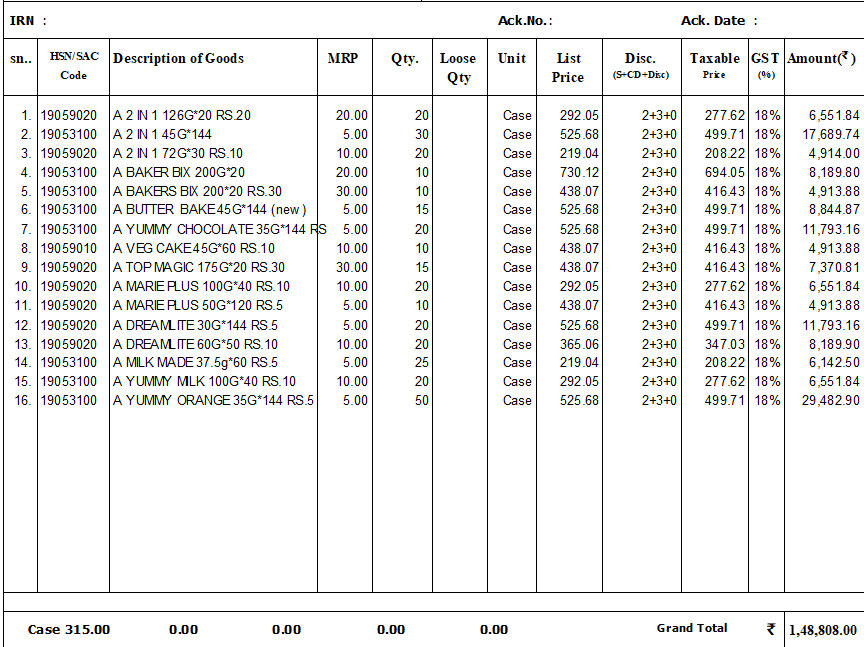 IRN : Ack.No.: Ack. Date :
sn.. HSN/SAC Code Description of Goods MRP Qty. Loose Qty Unit List Price Disc. (S+CD+Disc) Taxable Price GST (%) Amount(₹ )
1. 19059020 A 2 IN 1 126G*20 RS.20 20.00 20 Case 292.05 2+3+0 277.62 18% 6,551.84
2. 19053100 A 2 IN 1 45G*144 5.00 30 Case 525.68 2+3+0 499.71 18% 17,689.74
3. 19059020 A 2 IN 1 72G*30 RS.10 10.00 20 Case 219.04 2+3+0 208.22 18% 4,914.00
4. 19053100 A BAKER BIX 200G*20 20.00 10 Case 730.12 2+3+0 694.05 18% 8,189.80
5. 19053100 A BAKERS BIX 200*20 RS.30 30.00 10 Case 438.07 2+3+0 416.43 18% 4,913.88
6. 19053100 A BUTTER BAKE 45G*144 (new ) 5.00 15 Case 525.68 2+3+0 499.71 18% 8,844.87
7. 19053100 A YUMMY CHOCOLATE 35G*144 RS 5.00 20 Case 525.68 2+3+0 499.71 18% 11,793.16
8. 19059010 A VEG CAKE 45G*60 RS.10 10.00 10 Case 438.07 2+3+0 416.43 18% 4,913.88
9. 19059020 A TOP MAGIC 175G*20 RS.30 30.00 15 Case 438.07 2+3+0 416.43 18% 7,370.81
10. 19059020 A MARIE PLUS 100G*40 RS.10 10.00 20 Case 292.05 2+3+0 277.62 18% 6,551.84
11. 19059020 A MARIE PLUS 50G*120 RS.5 5.00 10 Case 438.07 2+3+0 416.43 18% 4,913.88
12. 19059020 A DREAMLITE 30G*144 RS.5 5.00 20 Case 525.68 2+3+0 499.71 18% 11,793.16
13. 19059020 A DREAMLITE 60G*50 RS.10 10.00 20 Case 365.06 2+3+0 347.03 18% 8,189.90
14. 19053100 A MILK MADE 37.5g*60 RS.5 5.00 25 Case 219.04 2+3+0 208.22 18% 6,142.50
15. 19053100 A YUMMY MILK 100G*40 RS.10 10.00 20 Case 292.05 2+3+0 277.62 18% 6,551.84
16. 19053100 A YUMMY ORANGE 35G*144 RS.5 5.00 50 Case 525.68 2+3+0 499.71 18% 29,482.90
Case 315.00 0.00 0.00 0.00 0.00 Grand Total ₹ 1,48,808.00